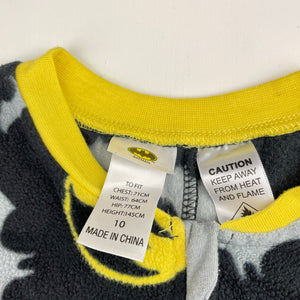 TO FIT
CHEST: 71CM
WAIST: 64CM
HIP: 77CM
HEIGHT:145CM
10
MADE IN CHINA
CAUTION
KEEP AWAY
FROM HEAT
AND FLAME